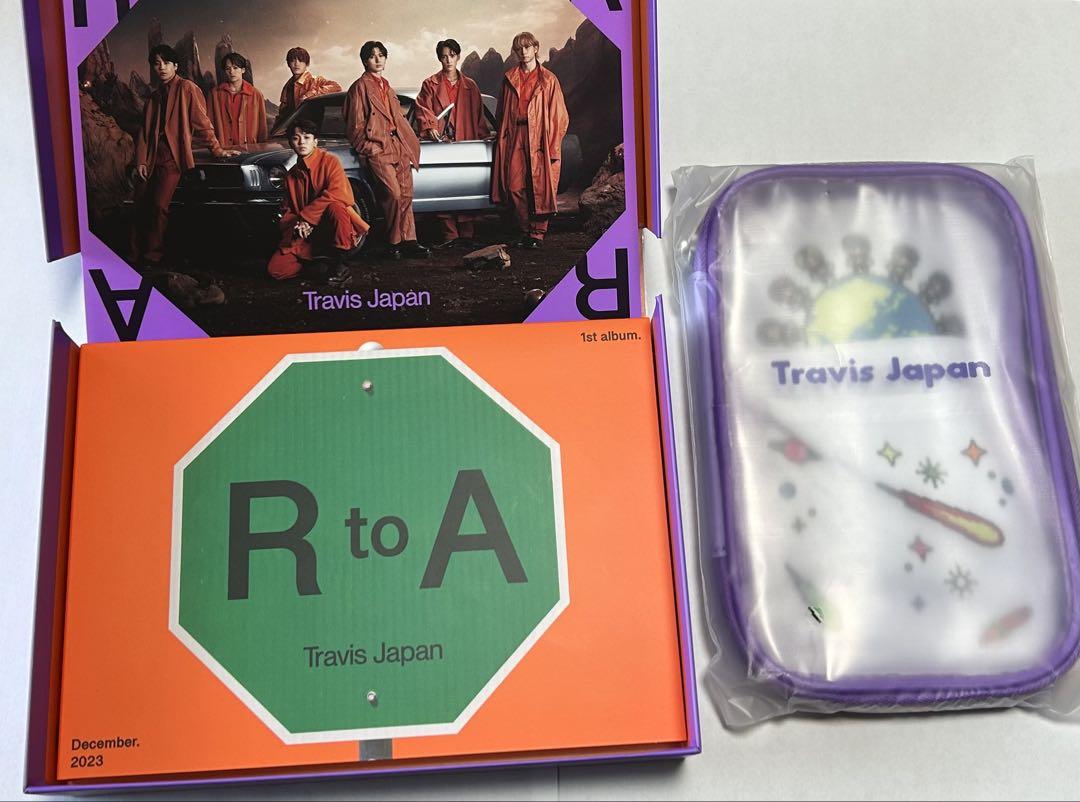 Travis Japan
A
R
1st album.
R to A
Travis Japan
December.
2023
Travis Japan